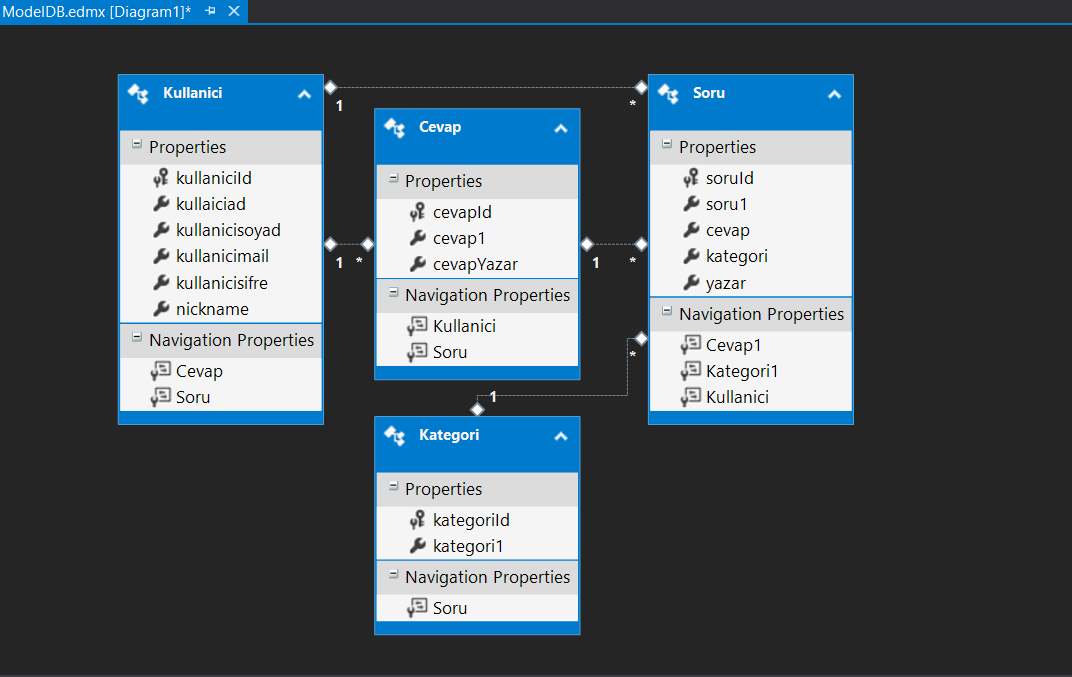 ModelDB.edmx [Diagram1]*
Kullanici
Properties
kullaniciId
kullaiciad
kullanicisoyad
kullanicimail
kullanicisifre
nickname
Navigation Properties
Cevap
Soru
1
*
1
*
Cevap
Properties
cevapId
cevap1
cevapYazar
Navigation Properties
Kullanici
Soru
1
*
Soru
Properties
soruId
soru1
cevap
kategori
yazar
Navigation Properties
Cevap1
Kategori1
Kullanici
*
1
Kategori
Properties
kategoriId
kategori1
Navigation Properties
Soru